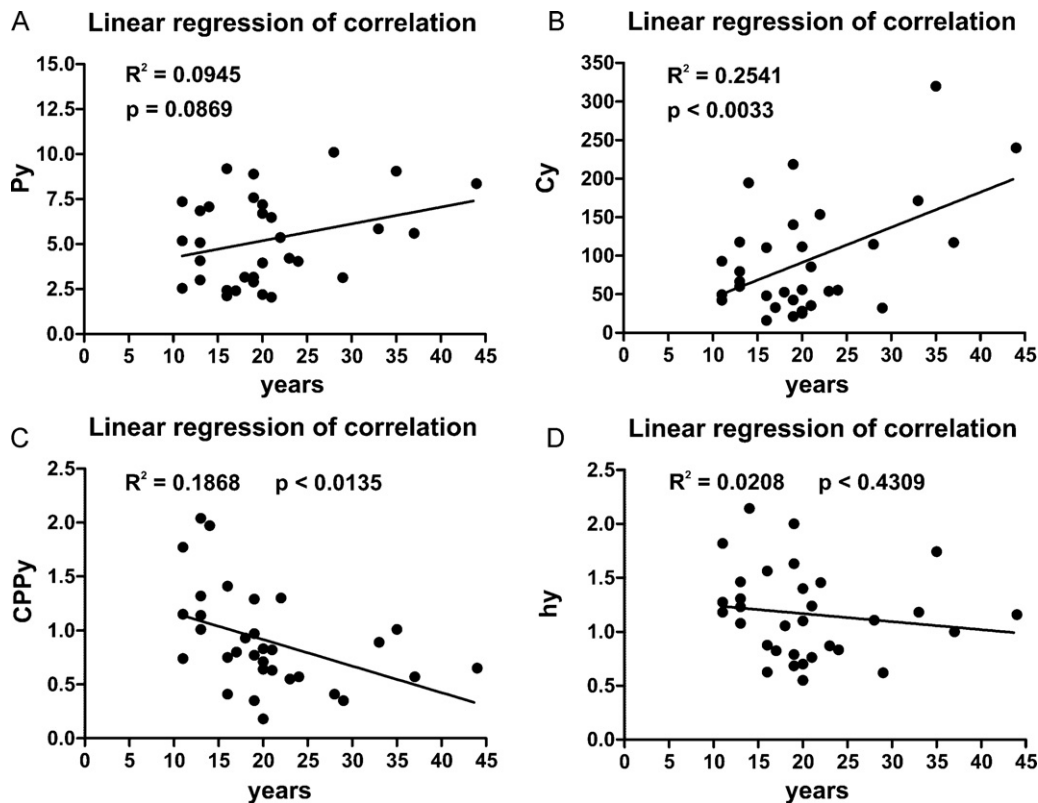 A Linear regression of correlation
R² = 0.0945
p = 0.0869
Py
15.0
12.5
10.0
7.5
5.0
2.5
0.0
0 5 10 15 20 25 30 35 40 45
years
B Linear regression of correlation
R² = 0.2541
p < 0.0033
Cy
350
300
250
200
150
100
50
0
0 5 10 15 20 25 30 35 40 45
years
C Linear regression of correlation
R² = 0.1868 p < 0.0135
CPPy
2.5
2.0
1.5
1.0
0.5
0.0
0 5 10 15 20 25 30 35 40 45
years
D Linear regression of correlation
R² = 0.0208 p < 0.4309
hy
2.5
2.0
1.5
1.0
0.5
0.0
0 5 10 15 20 25 30 35 40 45
years